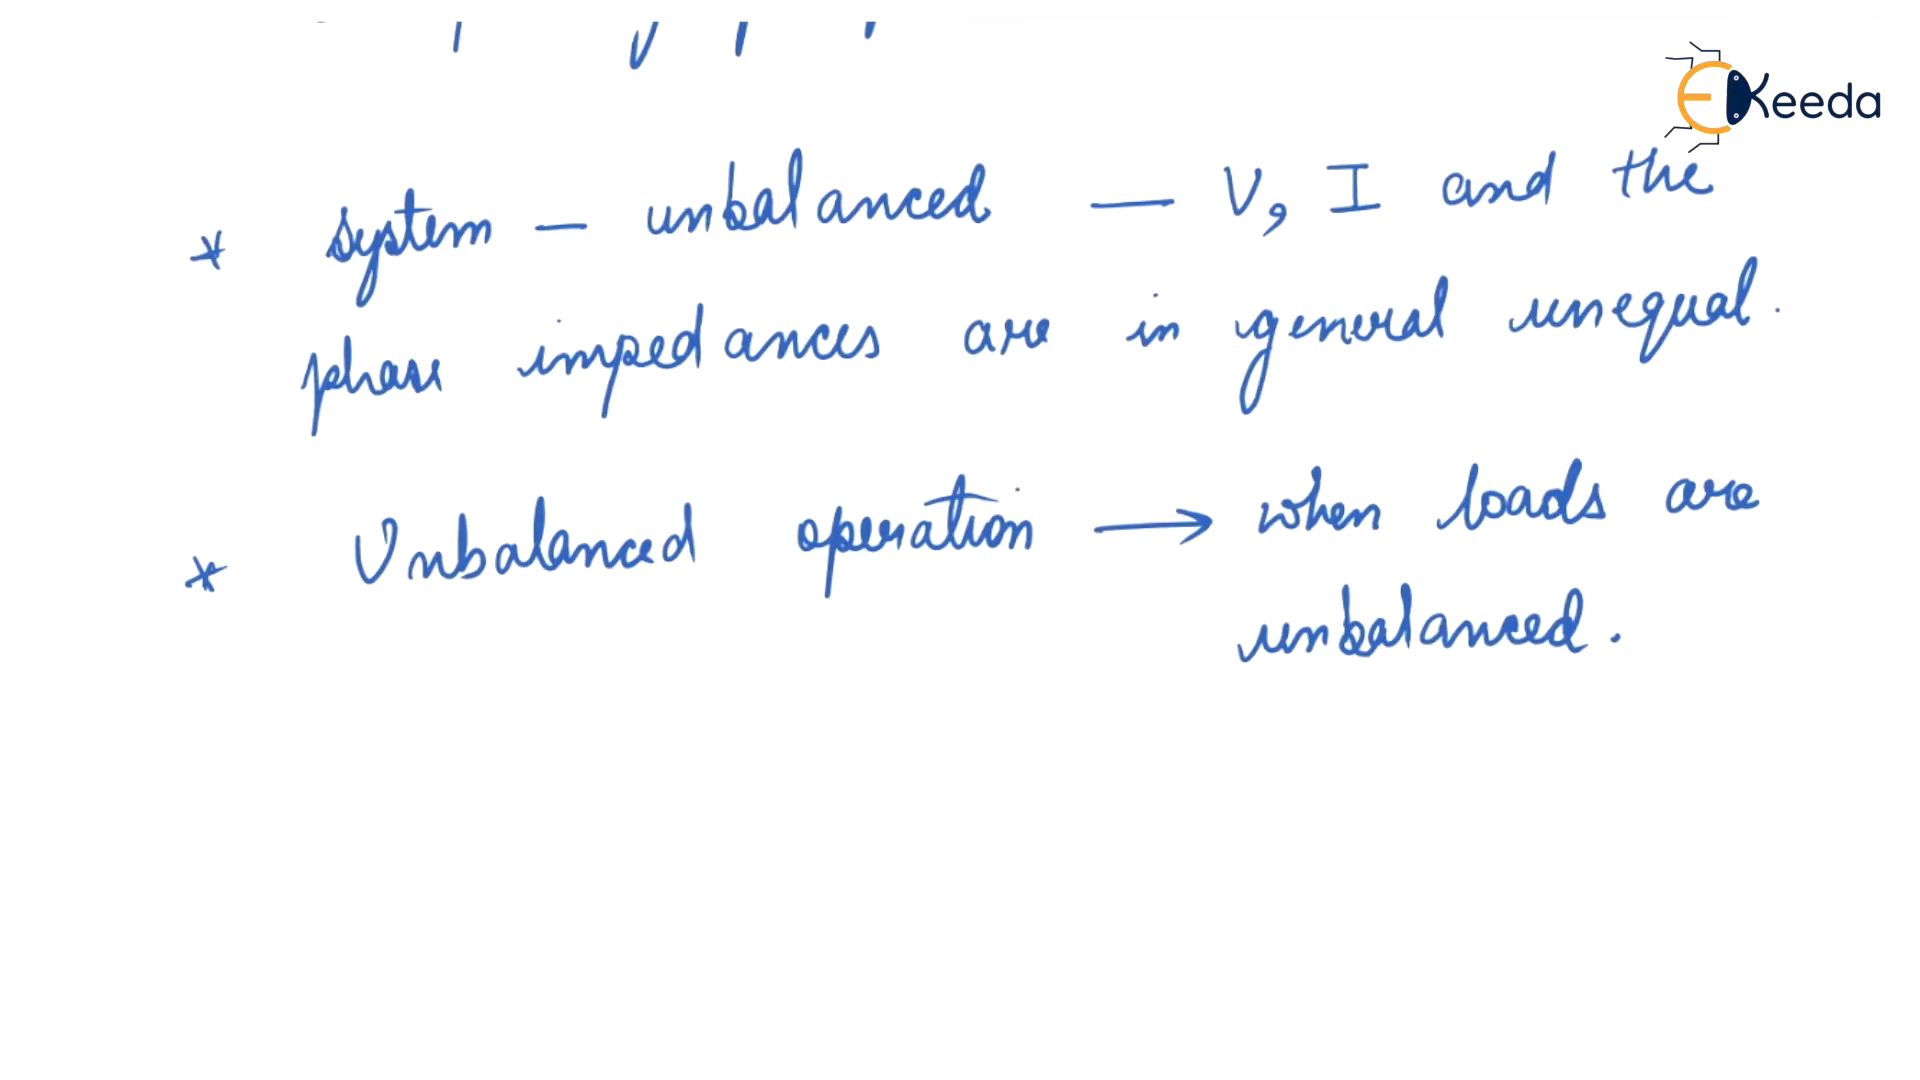 Keeda
* system - unbalanced — V, I and the
phase impedances are in general unequal.
* Unbalanced operation → when loads are
unbalanced.